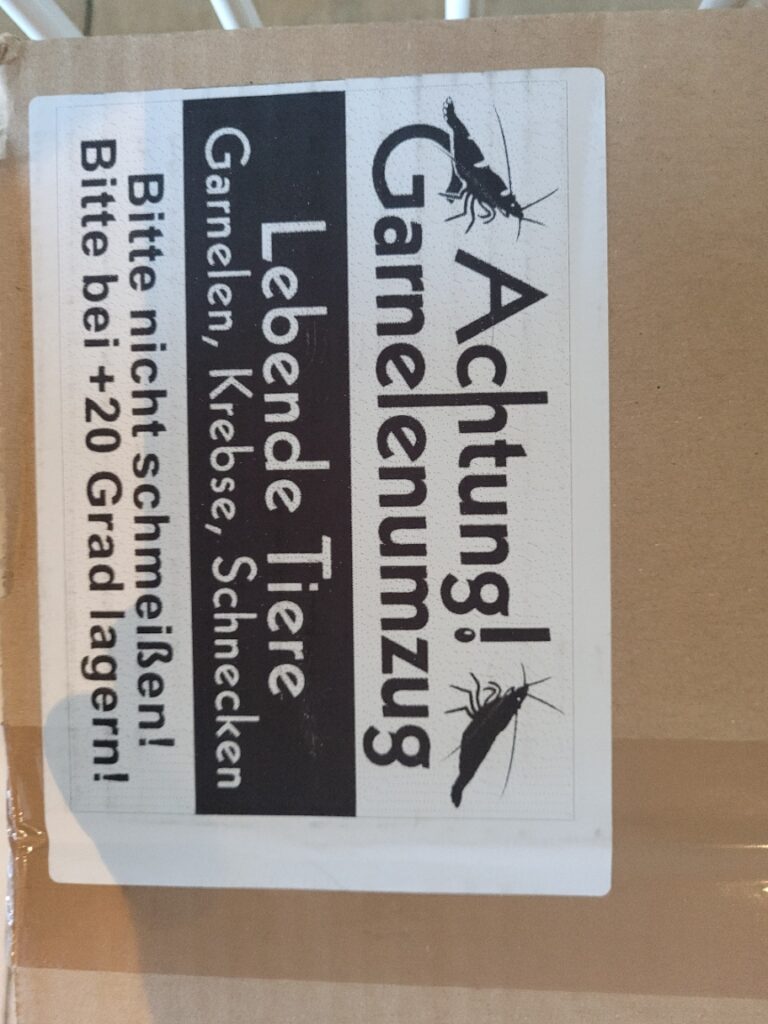 Achtung!
Garnelenumzug
Lebende Tiere
Garnelen, Krebse, Schnecken
Bitte nicht schmeißen!
Bitte bei +20 Grad lagern!